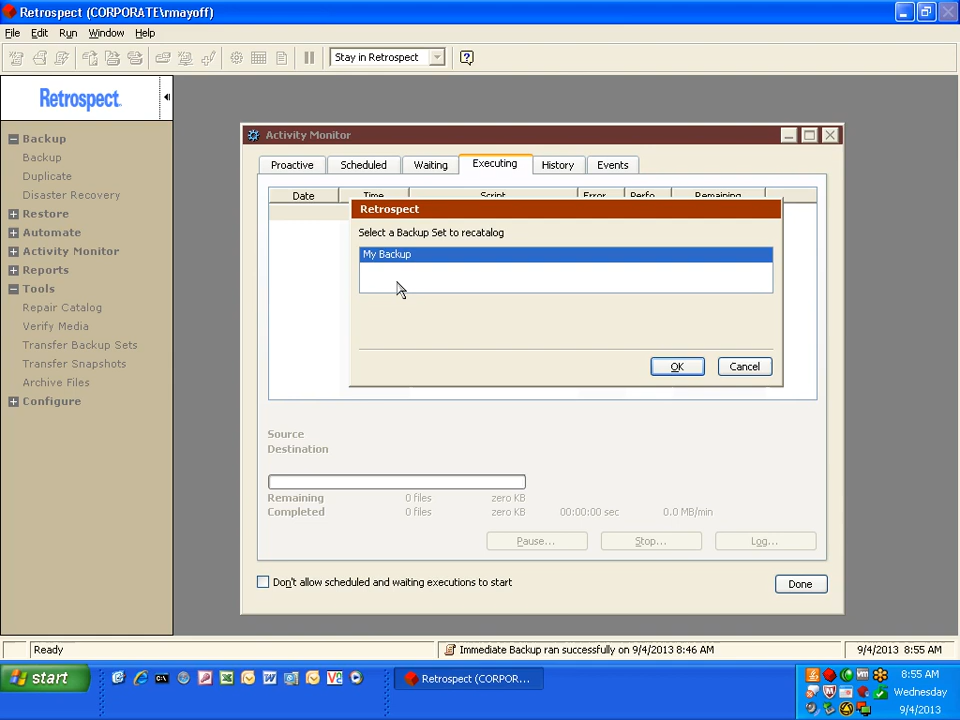 Retrospect (CORPORATE\rmayoff)
File Edit Run Window Help
Stay in Retrospect
Retrospect
Backup
Backup
Duplicate
Disaster Recovery
Restore
Automate
Activity Monitor
Reports
Tools
Repair Catalog
Verify Media
Transfer Backup Sets
Transfer Snapshots
Archive Files
Configure
Activity Monitor
Proactive Scheduled Waiting Executing History Events
Date Time Script Error Perfo Remaining
Retrospect
Select a Backup Set to recatalog
My Backup
OK Cancel
Source
Destination
Remaining 0 files zero KB
Completed 0 files zero KB 00:00:00 sec 0.0 MB/min
Pause... Stop... Log...
Don't allow scheduled and waiting executions to start Done
Ready Immediate Backup ran successfully on 9/4/2013 8:46 AM 9/4/2013 8:55 AM
start Retrospect (CORPOR... 8:55 AM
Wednesday
9/4/2013